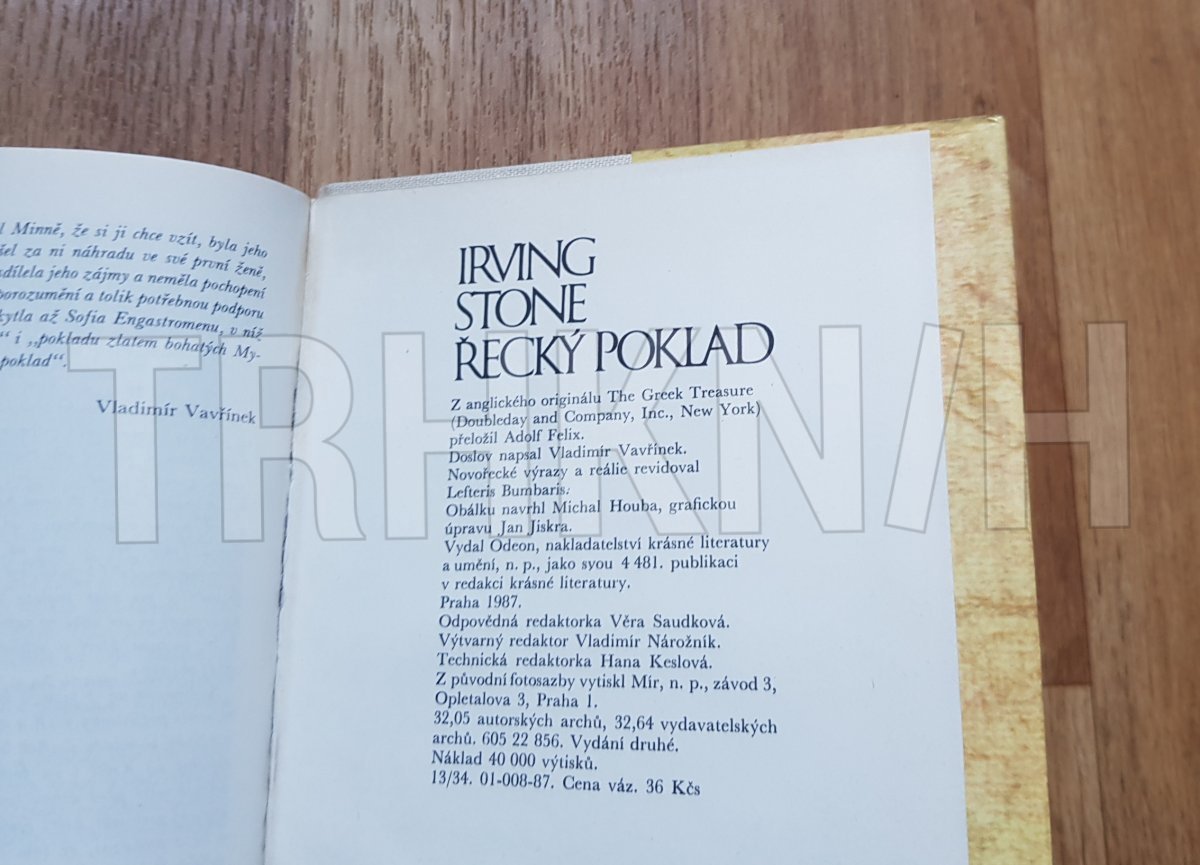 l Minně, že si ji chce vzít, byla jeho
šel za ni náhradu ve své první ženě,
sdílela jeho zájmy a neměla pochopení
porozumění a tolik potřebnou podporu
kytla až Sofia Engastromenu, v níž
“ i „pokladu zlatem bohatých My-
poklad“.
Vladimír Vavřínek
IRVING
STONE
ŘECKÝ POKLAD
Z anglického originálu The Greek Treasure
(Doubleday and Company, Inc., New York)
přeložil Adolf Felix.
Doslov napsal Vladimír Vavřínek.
Novořecké výrazy a reálie revidoval
Lefteris Bumbaris.
Obálku navrhl Michal Houba, grafickou
úpravu Jan Jiskra.
Vydal Odeon, nakladatelství krásné literatury
a umění, n. p., jako svou 4 481. publikaci
v redakci krásné literatury.
Praha 1987.
Odpovědná redaktorka Věra Saudková.
Výtvarný redaktor Vladimír Nárožník.
Technická redaktorka Hana Keslová.
Z původní fotosazby vytiskl Mír, n. p., závod 3,
Opletalova 3, Praha 1.
32,05 autorských archů, 32,64 vydavatelských
archů. 605 22 856. Vydání druhé.
Náklad 40 000 výtisků.
13/34. 01-008-87. Cena váz. 36 Kčs
TRHKNIH